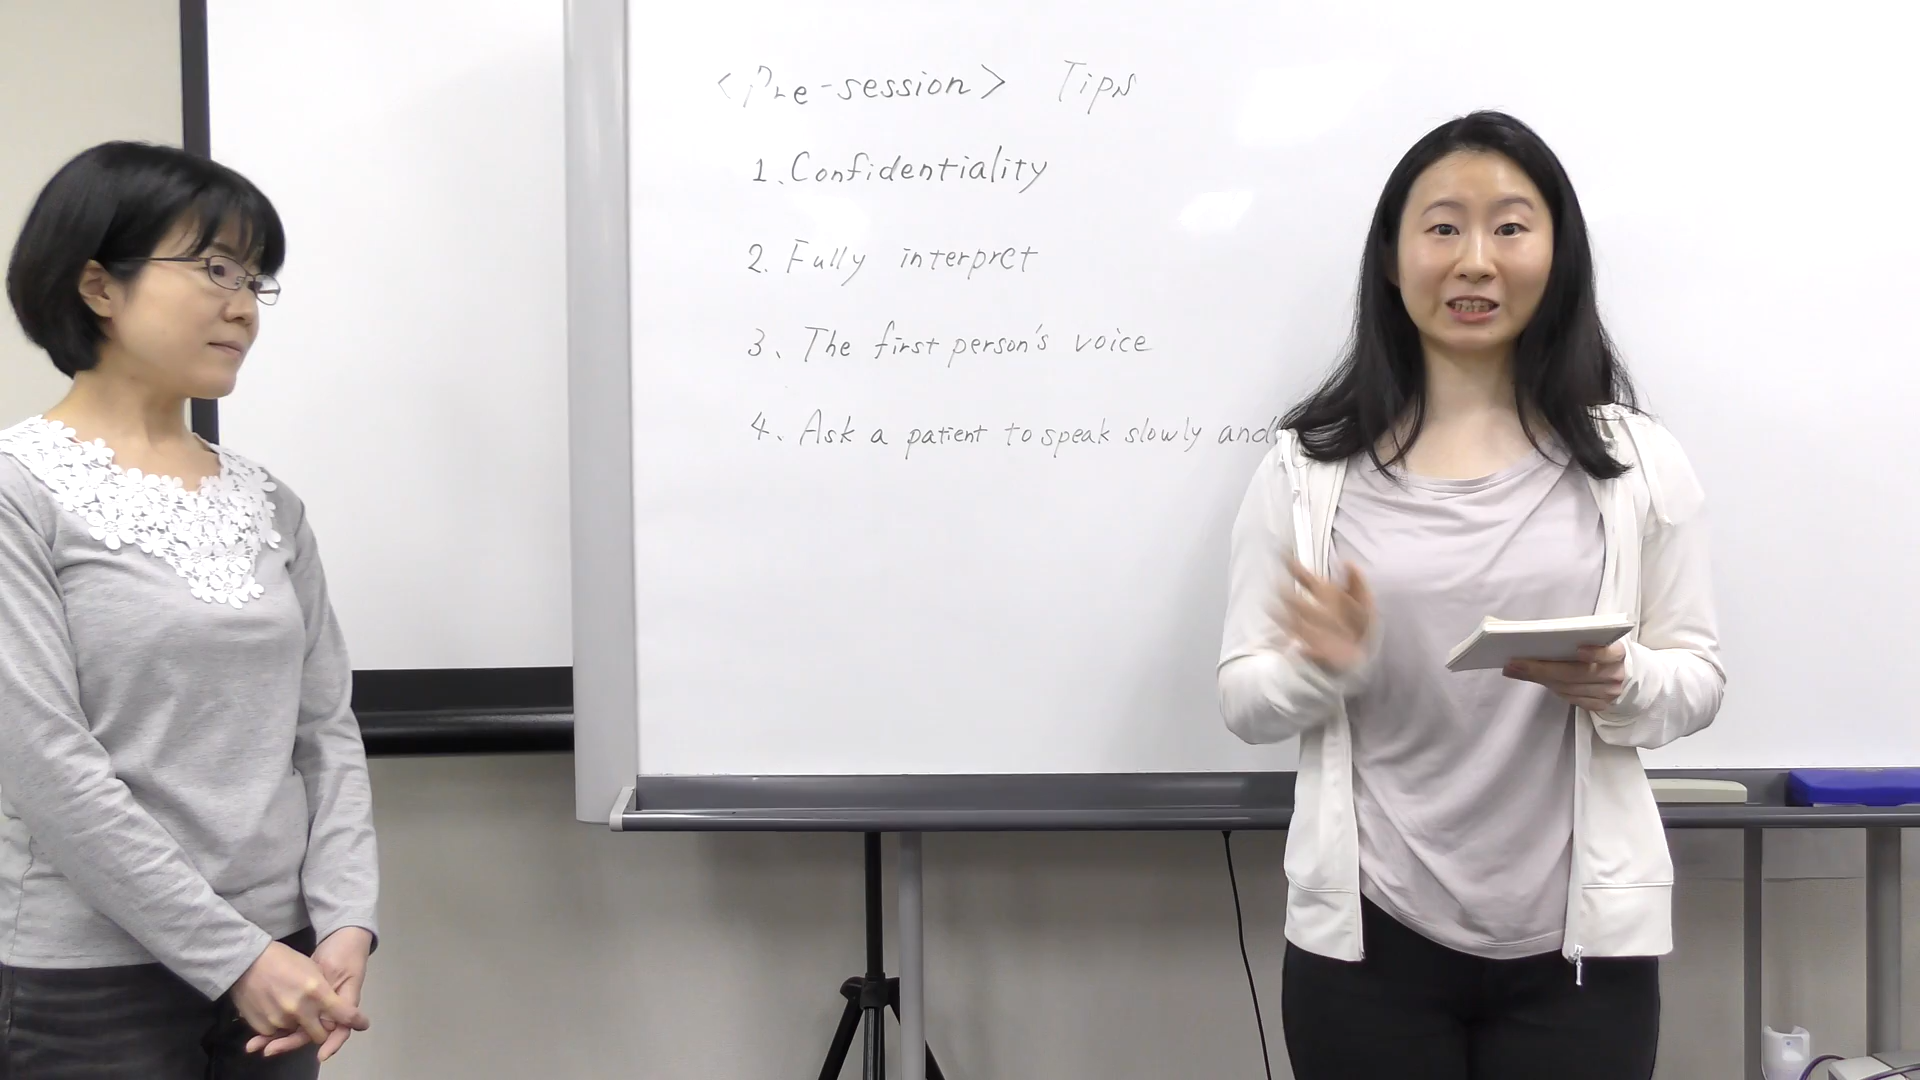 <Pre-session> Tips
1. Confidentiality
2. Fully interpret
3. The first person's voice
4. Ask a patient to speak slowly and